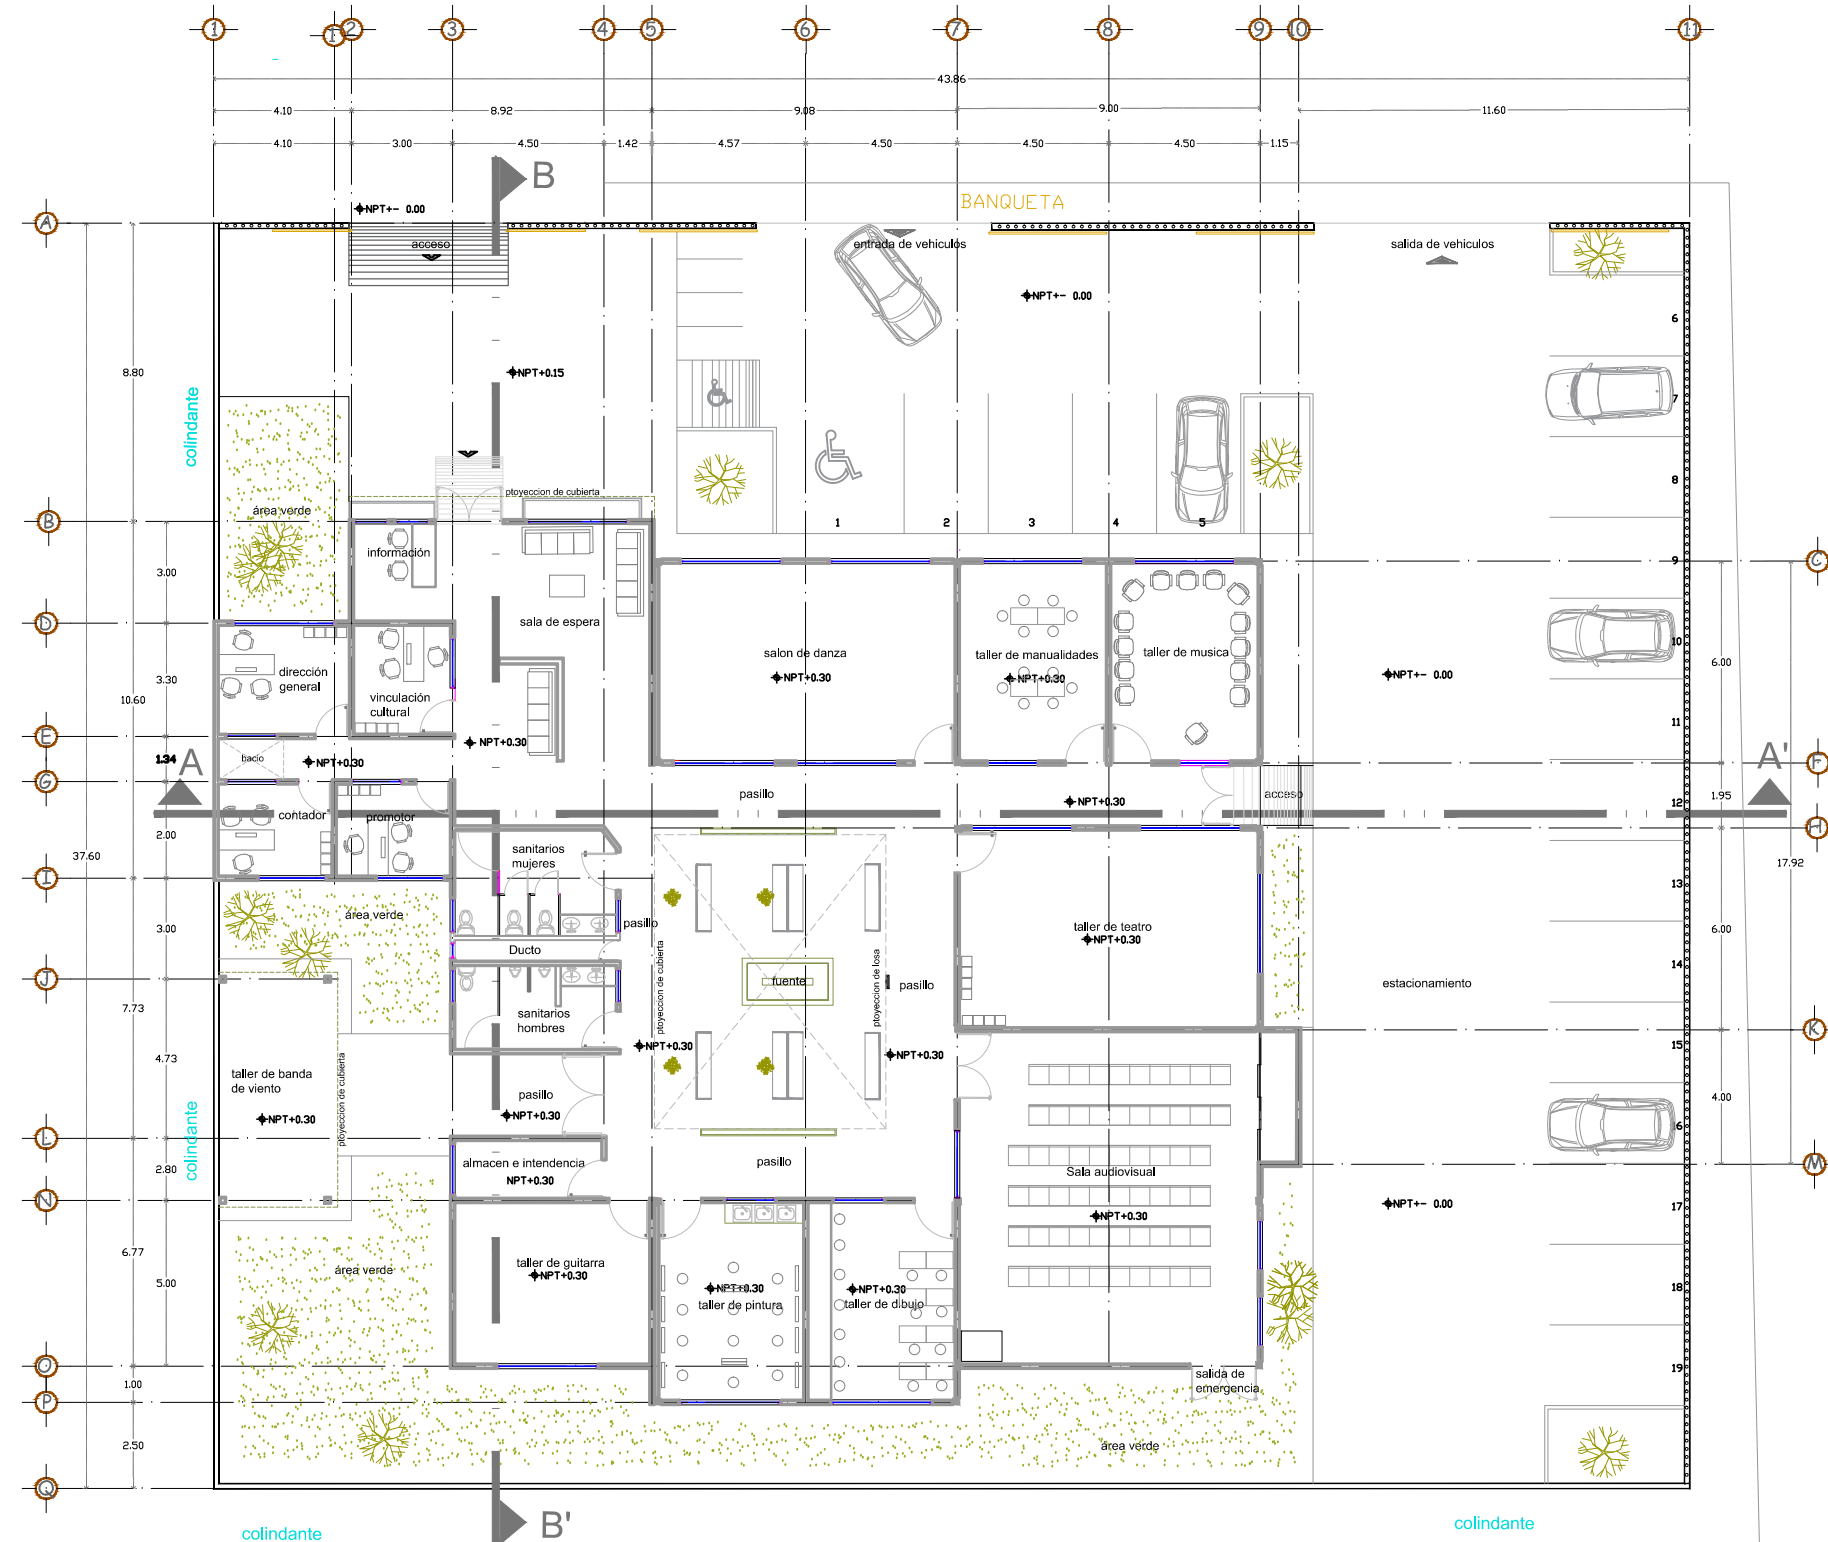 1 1' 2 3 4 5 6 7 8 9 10 11
43.86
4.10 8.92 9.08 9.00 11.60
4.10 3.00 4.50 1.42 4.57 4.50 4.50 4.50 1.15
B
BANQUETA
NPT+- 0.00
A
acceso
entrada de vehiculos
salida de vehiculos
NPT+- 0.00
6
8.80
NPT+0.15
colindante
7
ptoyeccion de cubierta
8
área verde
B
1 2 3 4 5
información
9
C
3.00
D
sala de espera
10
dirección
general
salon de danza
taller de manualidades
taller de musica
3.30
6.00
NPT+0.30
NPT+0.30
NPT+- 0.00
vinculación
cultural
10.60
11
E
NPT+0.30
1.34
bacio
NPT+0.30
A
A'
F
G
pasillo
acceso
1.95
NPT+0.30
12
contador
promotor
H
2.00
sanitarios
mujeres
37.60
17.92
I
13
área verde
pasillo
taller de teatro
3.00
6.00
NPT+0.30
Ducto
14
J
fuente
pasillo
estacionamiento
ptoyeccion de cubierta
ptoyeccion de losa
7.73
sanitarios
hombres
K
NPT+0.30
NPT+0.30
15
4.73
taller de banda
de viento
ptoyeccion de cubierta
pasillo
4.00
NPT+0.30
NPT+0.30
16
L
colindante
almacen e intendencia
pasillo
Sala audiovisual
M
2.80
NPT+0.30
N
17
NPT+- 0.00
NPT+0.30
6.77
taller de guitarra
área verde
NPT+0.30
5.00
NPT+0.30
NPT+0.30
18
taller de pintura
taller de dibujo
O
19
salida de
emergencia
1.00
P
2.50
área verde
Q
B'
colindante
colindante